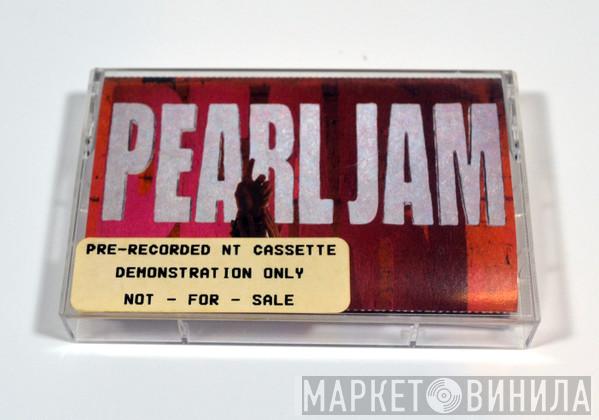 PEARL JAM
PRE-RECORDED NT CASSETTE
DEMONSTRATION ONLY
NOT - FOR - SALE
МАРКЕТ ВИНИЛА